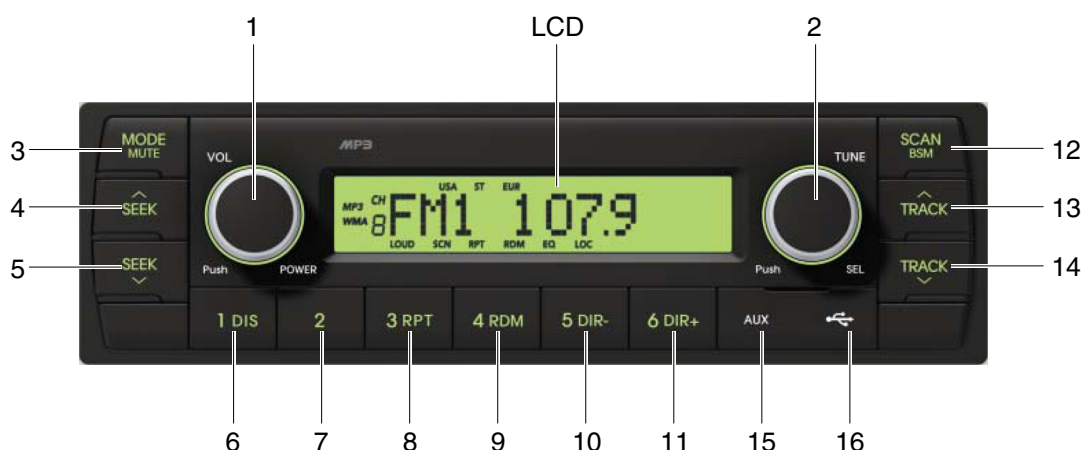 1 LCD 2
3 MODE MUTE
VOL
MP3
TUNE
SCAN BSM 12
4 SEEK
USA ST EUR
MP3 WMA CH 8 FM1 107.9
LOUD SCN RPT RDM EQ LOC
TRACK 13
5 SEEK
Push POWER
Push SEL
TRACK 14
1 DIS 2 3 RPT 4 RDM 5 DIR- 6 DIR+ AUX
6 7 8 9 10 11 15 16